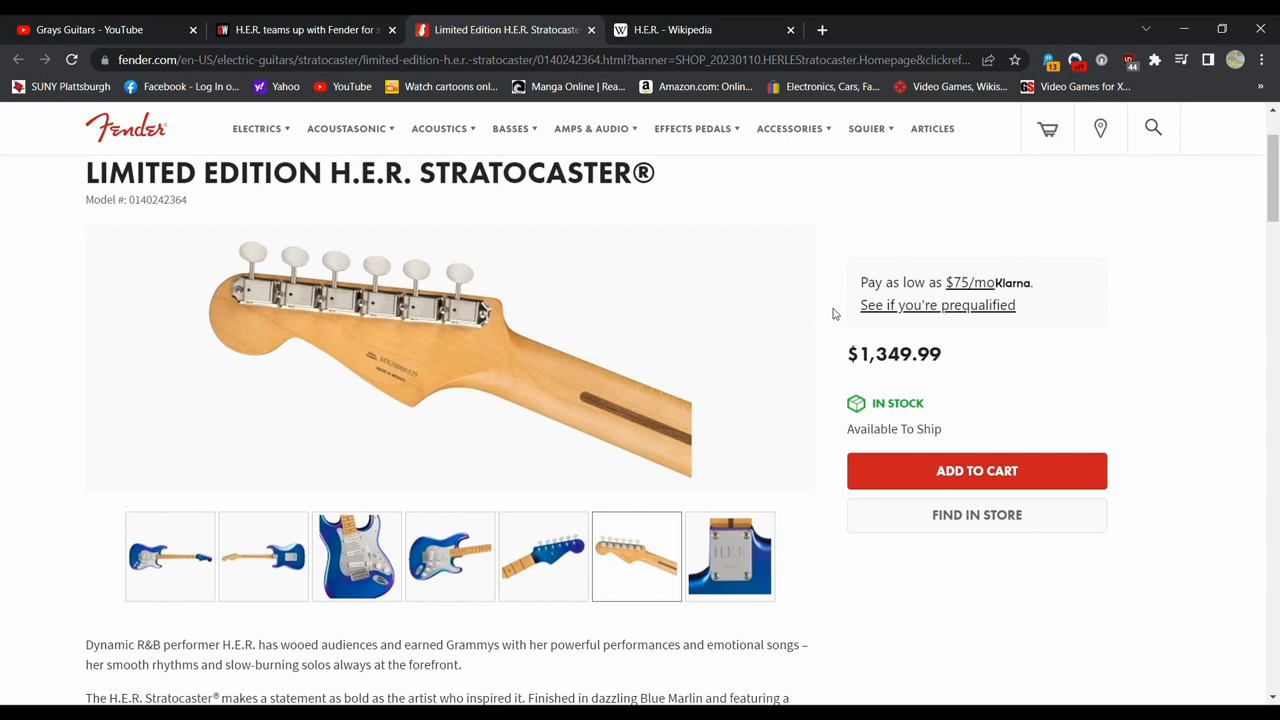 Grays Guitars - YouTube
H.E.R. teams up with Fender for s
Limited Edition H.E.R. Stratocaste
W H.E.R. - Wikipedia
fender.com/en-US/electric-guitars/stratocaster/limited-edition-h.e.r.-stratocaster/0140242364.html?banner=SHOP_20230110.HERLEStratocaster.Homepage&clickref...
13
off
44
SUNY Plattsburgh
Facebook - Log In o...
Yahoo
YouTube
Watch cartoons onl...
Manga Online | Rea...
Amazon.com: Onlin...
Electronics, Cars, Fa...
Video Games, Wikis...
Video Games for X...
»
Fender
ELECTRICS
ACOUSTASONIC
ACOUSTICS
BASSES
AMPS & AUDIO
EFFECTS PEDALS
ACCESSORIES
SQUIER
ARTICLES
LIMITED EDITION H.E.R. STRATOCASTER®
Model #: 0140242364
Pay as low as $75/mo Klarna.
See if you're prequalified
$1,349.99
IN STOCK
Available To Ship
ADD TO CART
FIND IN STORE
MADE IN MEXICO
H.E.R.
Dynamic R&B performer H.E.R. has wooed audiences and earned Grammys with her powerful performances and emotional songs –
her smooth rhythms and slow-burning solos always at the forefront.
The H.E.R. Stratocaster® makes a statement as bold as the artist who inspired it. Finished in dazzling Blue Marlin and featuring a